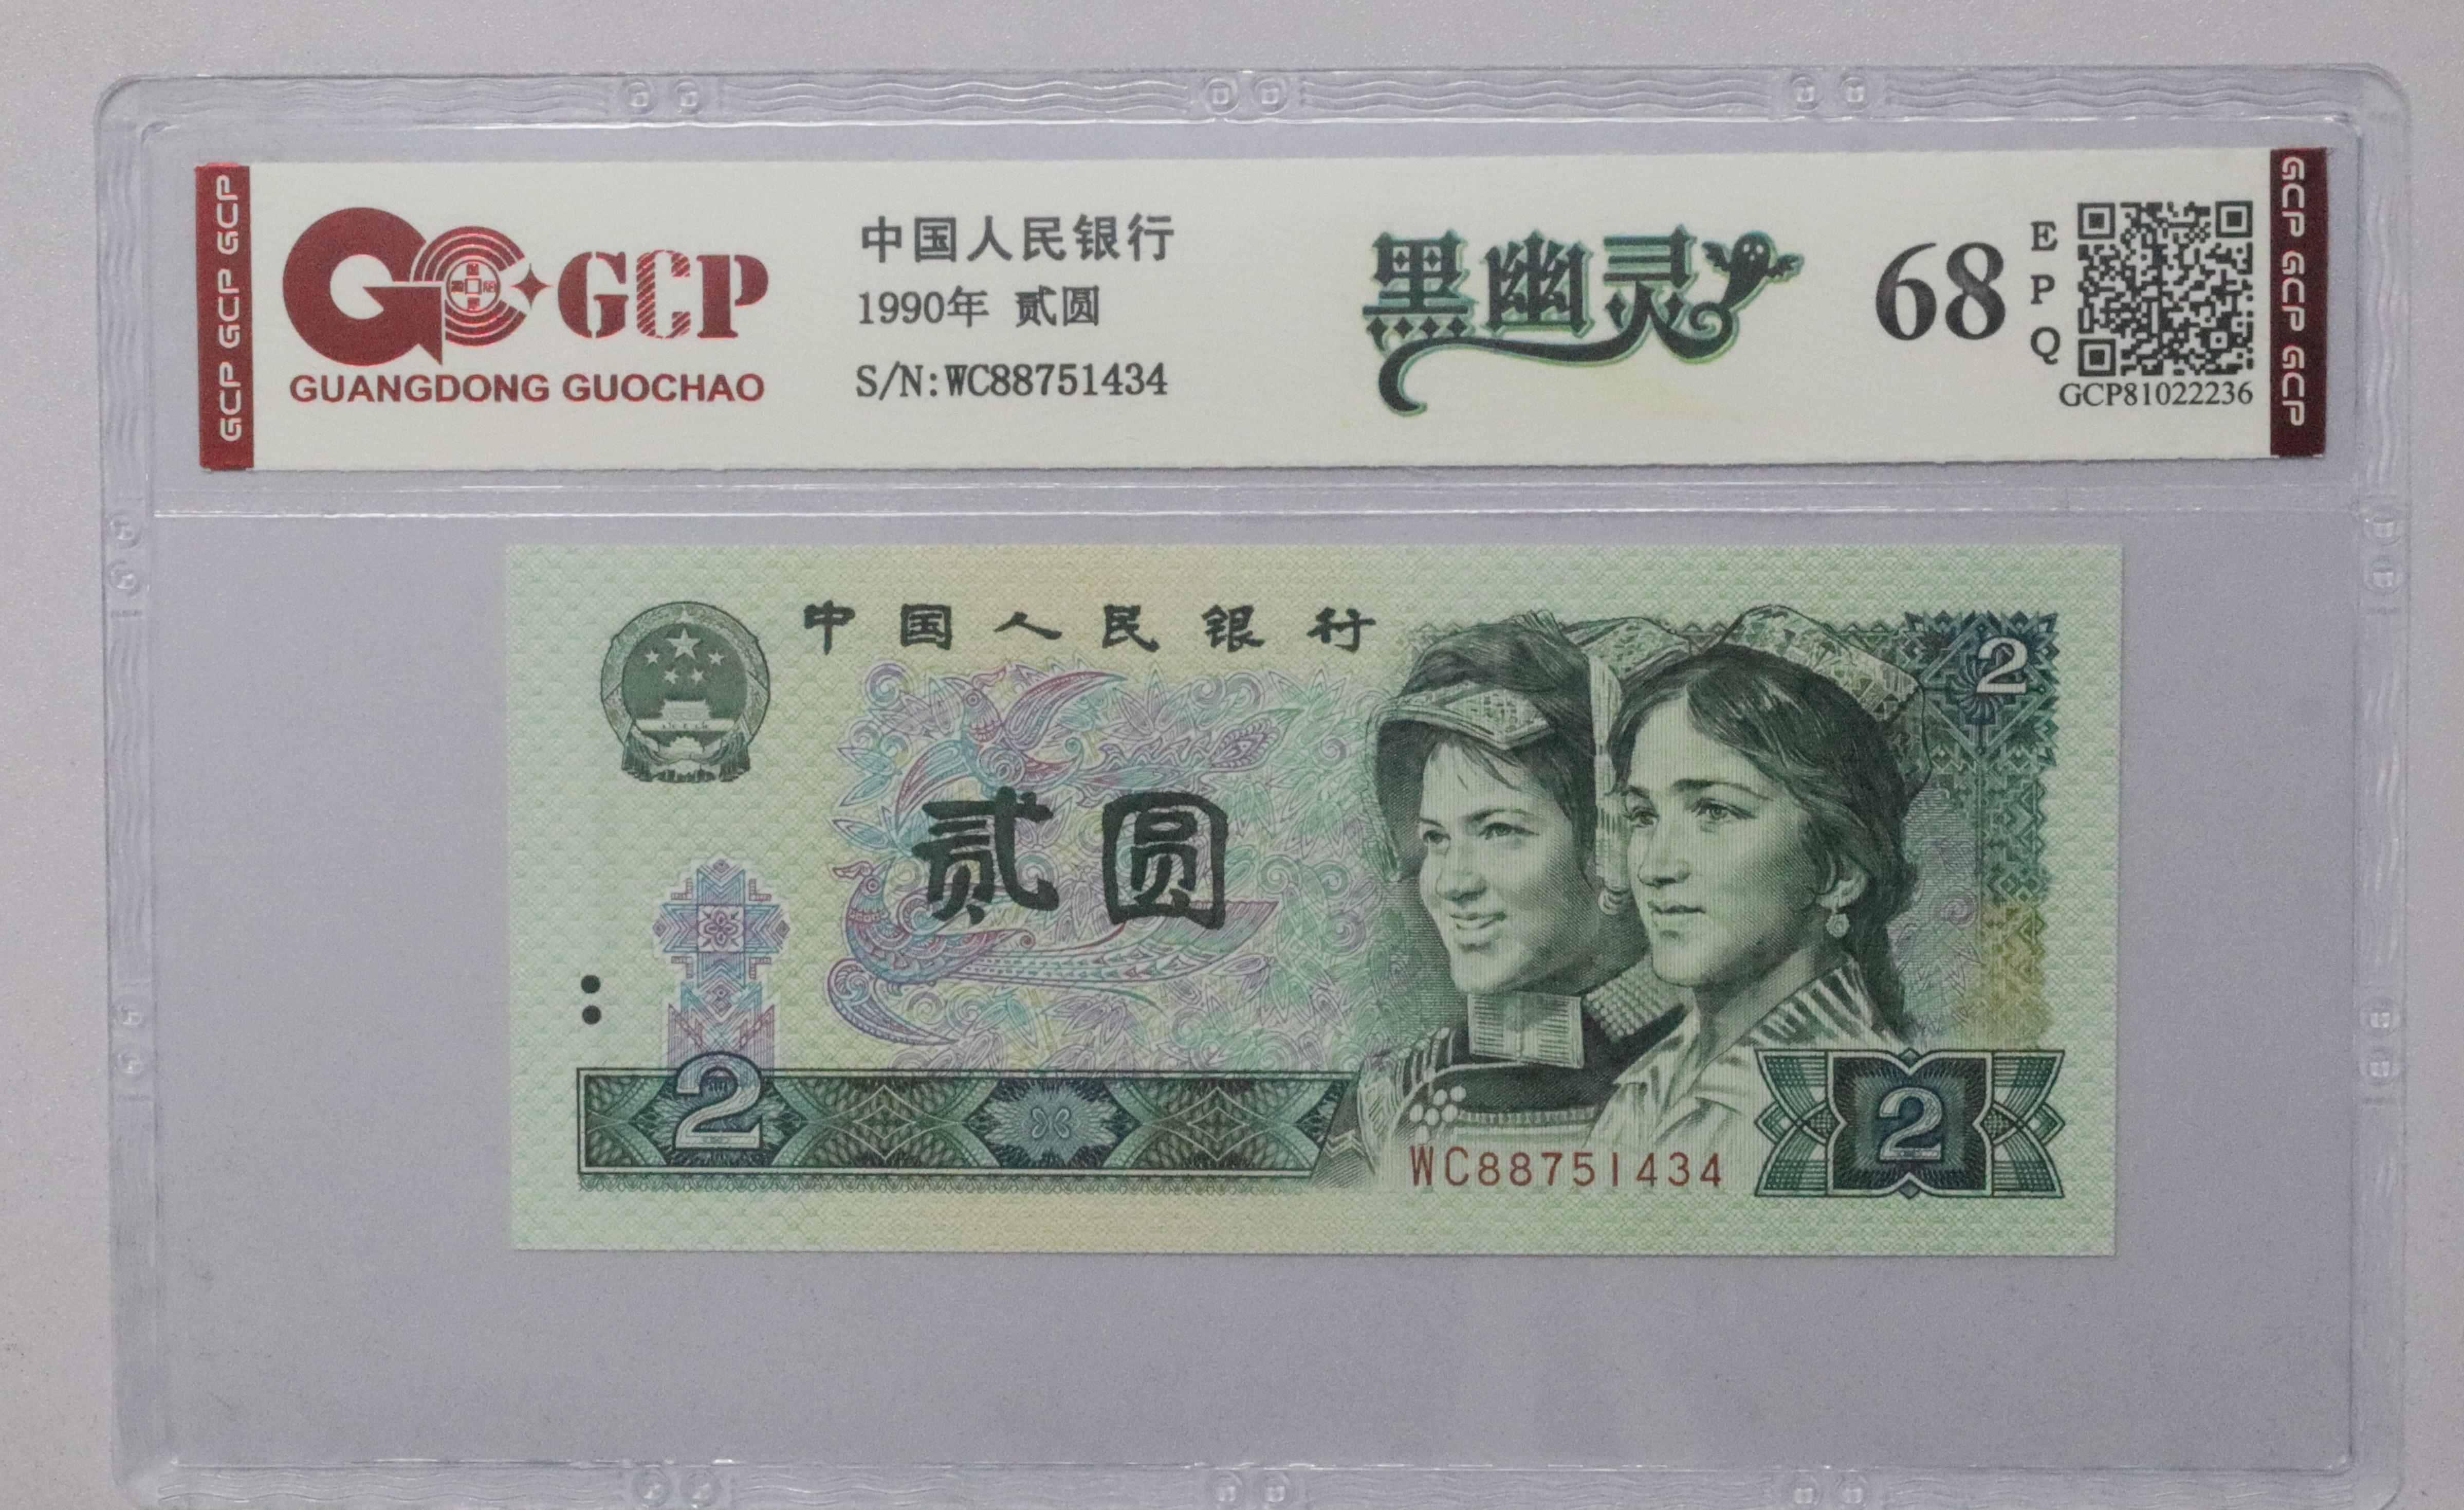 GCP GCP GCP
GCP
GUANGDONG GUOCHAO
中国人民银行
1990年 贰圆
S/N:WC88751434
黑幽灵
68
E
P
Q
GCP81022236
GCP GCP GCP
中国人民银行
2
贰圆
2
WC88751434
2